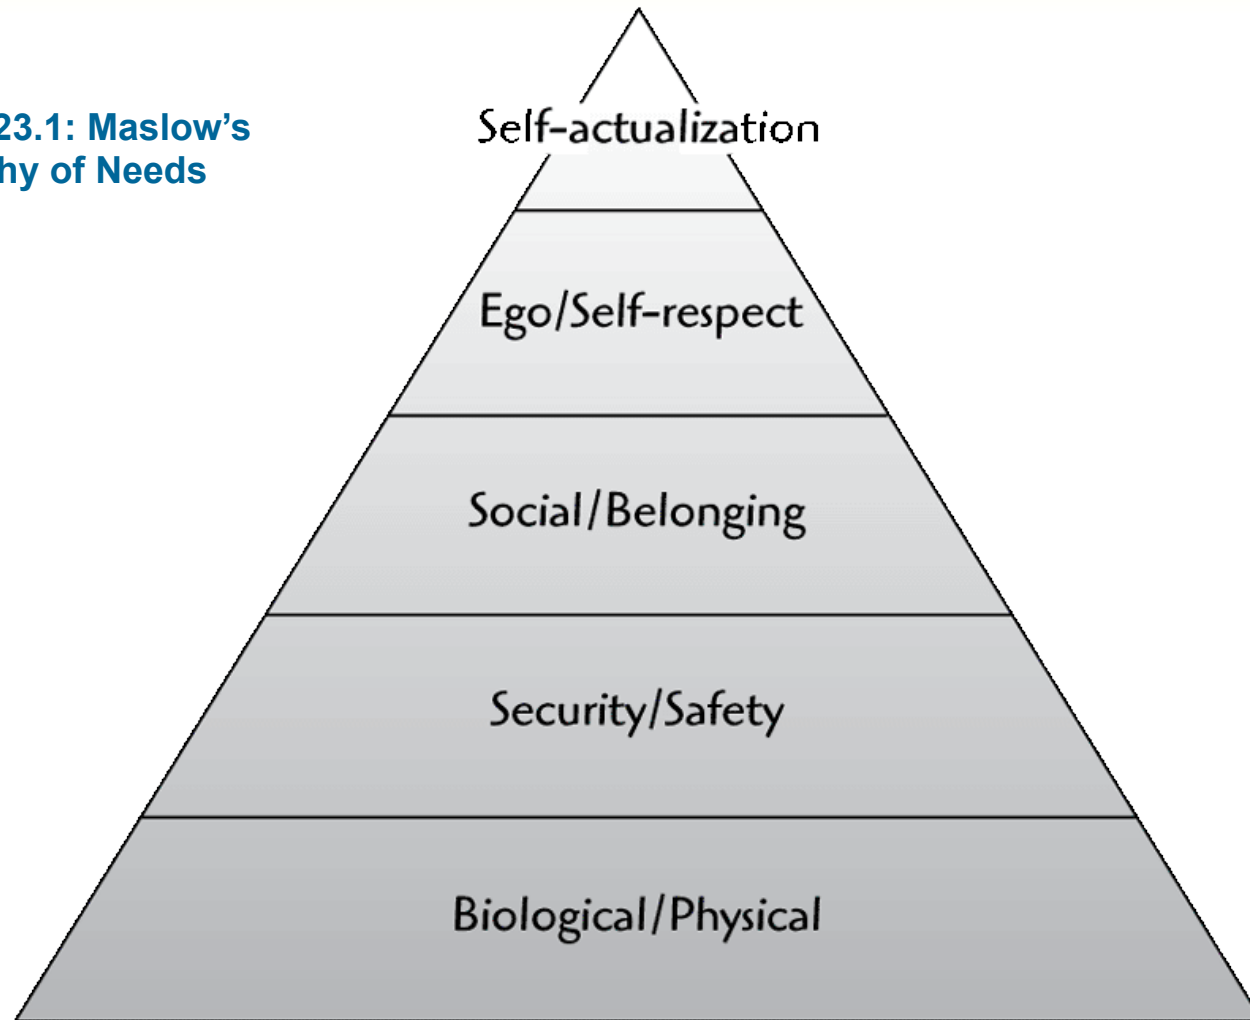 23.1: Maslow’s
hy of Needs
Self-actualization
Ego/Self-respect
Social/Belonging
Security/Safety
Biological/Physical